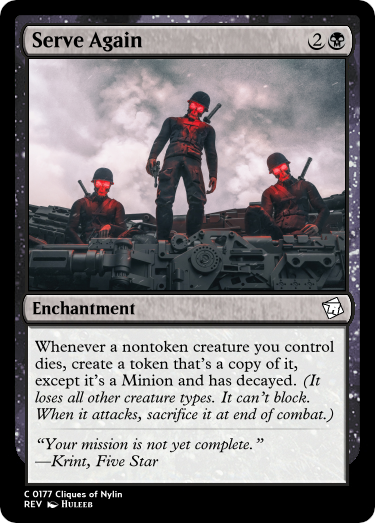 Serve Again 2
Enchantment
Whenever a nontoken creature you control
dies, create a token that's a copy of it,
except it's a Minion and has decayed. (It
loses all other creature types. It can't block.
When it attacks, sacrifice it at end of combat.)
"Your mission is not yet complete."
—Krint, Five Star
C 0177 Cliques of Nylin
REV Huleeb